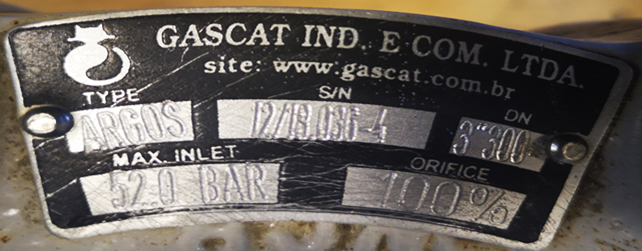 GASCAT IND. E COM. LTDA.
site: www.gascat.com.br
TYPE S/N DN
ARGOS 12/18.036-4 3"300
MAX. INLET ORIFICE
52.0 BAR 100%